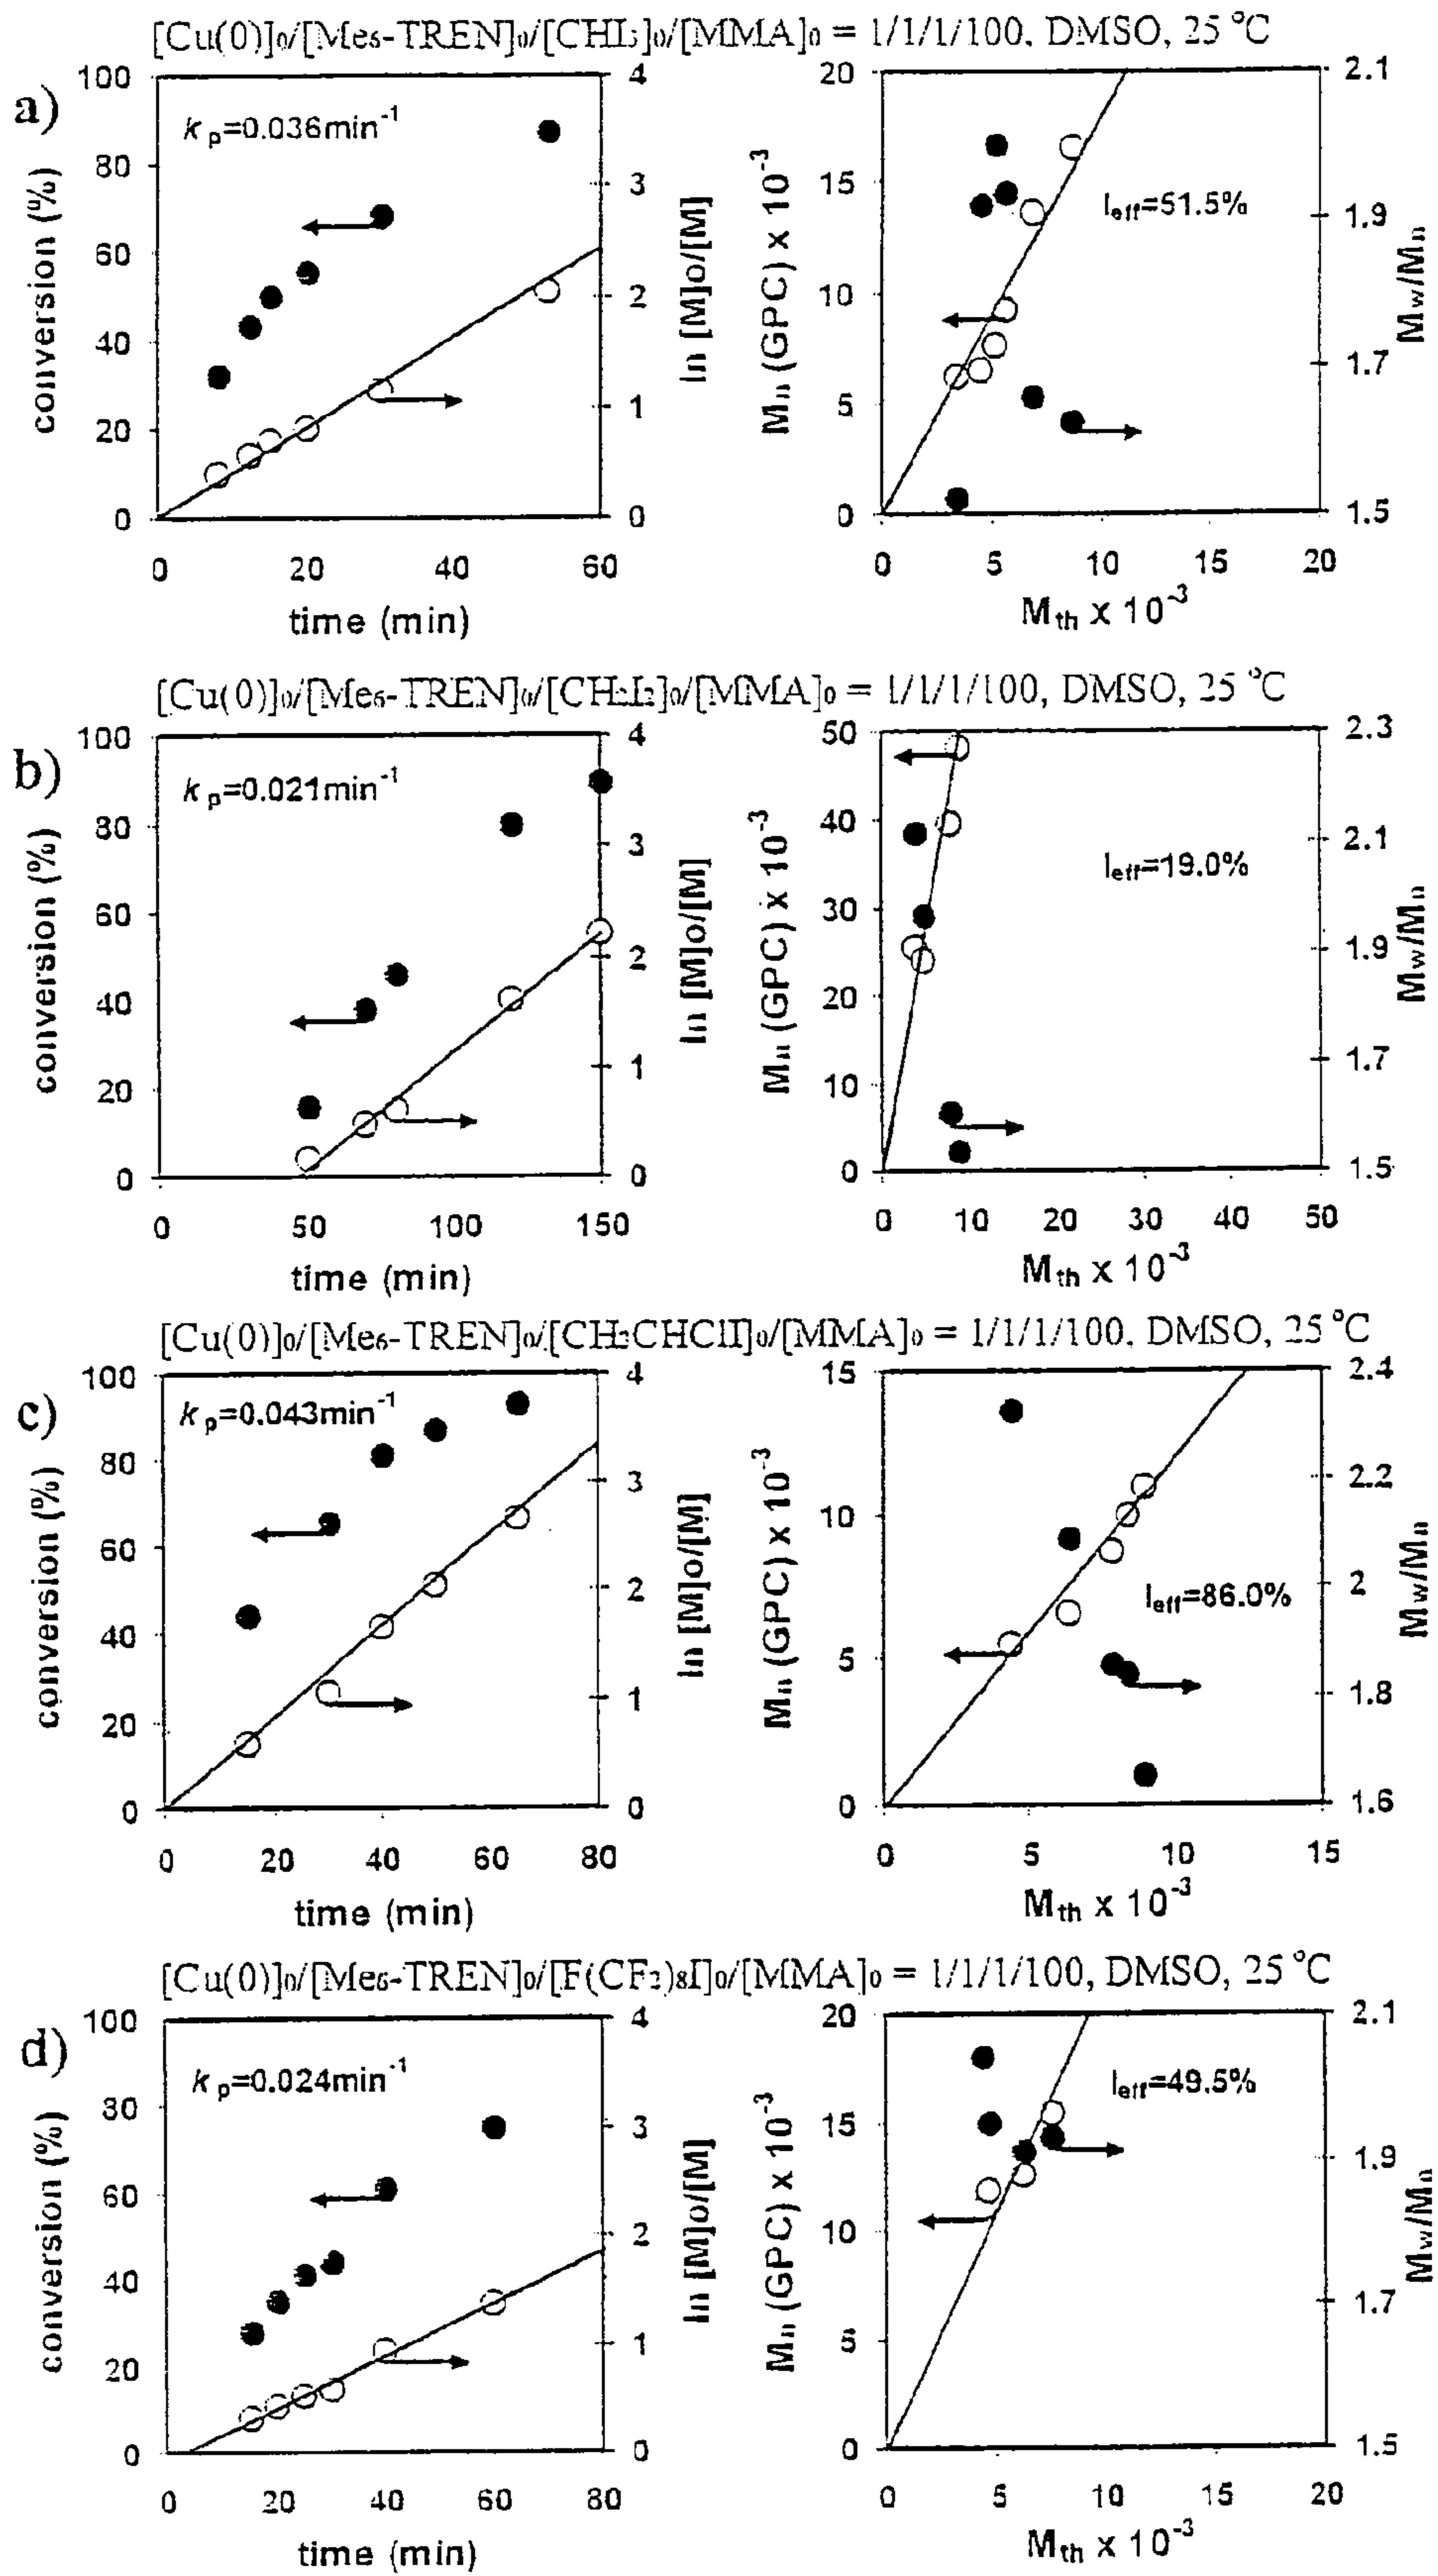 [Cu(0)]₀/[Me₆-TREN]₀/[CHI₃]₀/[MMA]₀ = 1/1/1/100, DMSO, 25 °C
a)
100
80
60
40
20
0
conversion (%)
kp=0.036min⁻¹
4
3
2
1
0
ln [M]o/[M]
0 20 40 60
time (min)
20
15
10
5
0
Mn (GPC) x 10⁻³
Ieff=51.5%
2.1
1.9
1.7
1.5
Mw/Mn
0 5 10 15 20
Mth x 10⁻³
[Cu(0)]₀/[Me₆-TREN]₀/[CH₂I₂]₀/[MMA]₀ = 1/1/1/100, DMSO, 25 °C
b)
100
80
60
40
20
0
conversion (%)
kp=0.021min⁻¹
4
3
2
1
0
ln [M]o/[M]
0 50 100 150
time (min)
50
40
30
20
10
0
Mn (GPC) x 10⁻³
Ieff=19.0%
2.3
2.1
1.9
1.7
1.5
Mw/Mn
0 10 20 30 40 50
Mth x 10⁻³
[Cu(0)]₀/[Me₆-TREN]₀/[CH₃CHClI]₀/[MMA]₀ = 1/1/1/100, DMSO, 25 °C
c)
100
80
60
40
20
0
conversion (%)
kp=0.043min⁻¹
4
3
2
1
0
ln [M]o/[M]
0 20 40 60 80
time (min)
15
10
5
0
Mn (GPC) x 10⁻³
Ieff=86.0%
2.4
2.2
2
1.8
1.6
Mw/Mn
0 5 10 15
Mth x 10⁻³
[Cu(0)]₀/[Me₆-TREN]₀/[F(CF₂)₈I]₀/[MMA]₀ = 1/1/1/100, DMSO, 25 °C
d)
100
80
60
40
20
0
conversion (%)
kp=0.024min⁻¹
4
3
2
1
0
ln [M]o/[M]
0 20 40 60 80
time (min)
20
15
10
5
0
Mn (GPC) x 10⁻³
Ieff=49.5%
2.1
1.9
1.7
1.5
Mw/Mn
0 5 10 15 20
Mth x 10⁻³